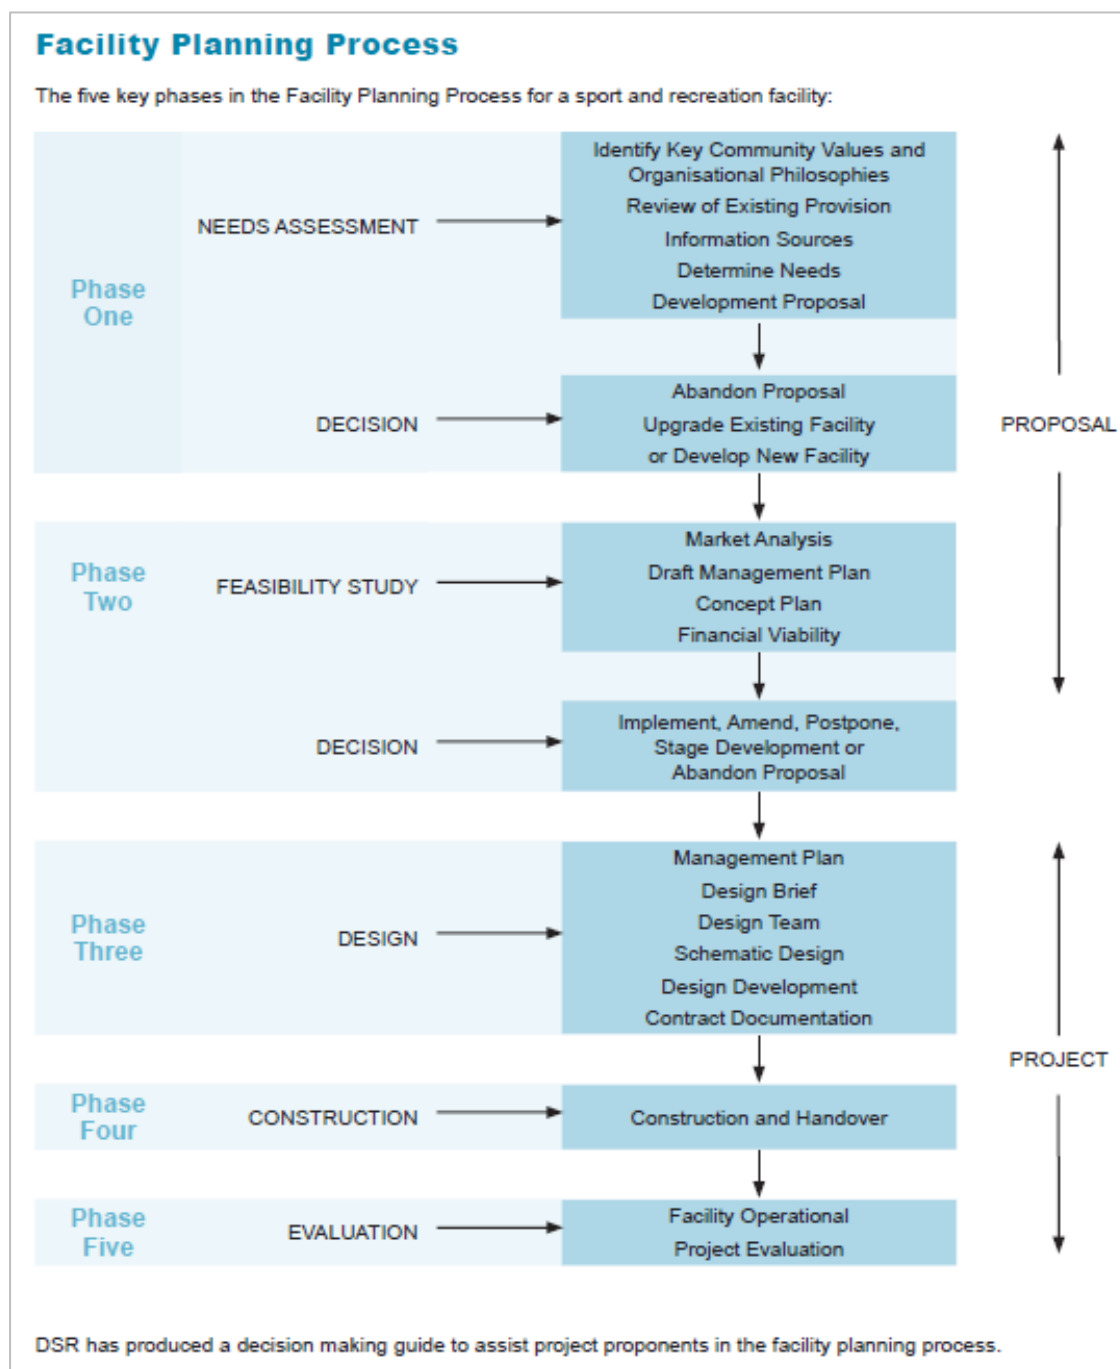 Facility Planning Process
The five key phases in the Facility Planning Process for a sport and recreation facility:
Phase
One
NEEDS ASSESSMENT
Identify Key Community Values and
Organisational Philosophies
Review of Existing Provision
Information Sources
Determine Needs
Development Proposal
DECISION
Abandon Proposal
Upgrade Existing Facility
or Develop New Facility
PROPOSAL
Phase
Two
FEASIBILITY STUDY
Market Analysis
Draft Management Plan
Concept Plan
Financial Viability
DECISION
Implement, Amend, Postpone,
Stage Development or
Abandon Proposal
Phase
Three
DESIGN
Management Plan
Design Brief
Design Team
Schematic Design
Design Development
Contract Documentation
PROJECT
Phase
Four
CONSTRUCTION
Construction and Handover
Phase
Five
EVALUATION
Facility Operational
Project Evaluation
DSR has produced a decision making guide to assist project proponents in the facility planning process.